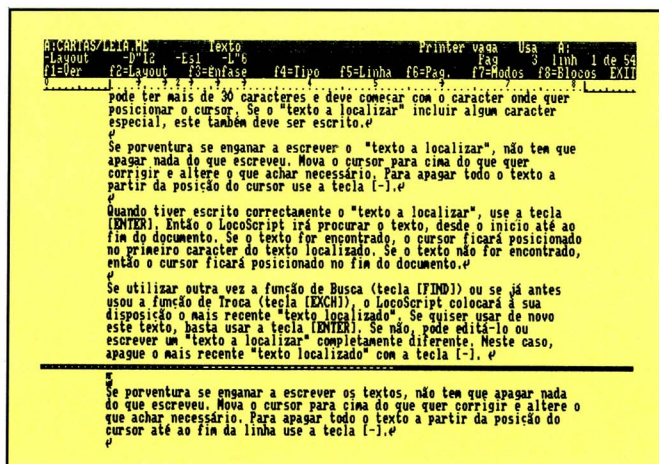 A:CARTAS/LEIA.ME Texto Printer vaga Usa A:
-Layout -D"12 -Es1 -L"6 Pag 3 linh 1 de 54
f1=Ver f2=Layout f3=Enfase f4=Tipo f5=Linha f6=Pag. f7=Modos f8=Blocos EXIT
pode ter mais de 30 caracteres e deve começar com o caracter onde quer
posicionar o cursor. Se o "texto a localizar" incluir algum caracter
especial, este também deve ser escrito.↵
↵
Se porventura se enganar a escrever o "texto a localizar", não tem que
apagar nada do que escreveu. Mova o cursor para cima do que quer
corrigir e altere o que achar necessário. Para apagar todo o texto a
partir da posição do cursor use a tecla [-].↵
↵
Quando tiver escrito correctamente o "texto a localizar", use a tecla
[ENTER]. Então o LocoScript irá procurar o texto, desde o inicio até ao
fim do documento. Se o texto for encontrado, o cursor ficará posicionado
no primeiro caracter do texto localizado. Se o texto não for encontrado,
então o cursor ficará posicionado no fim do documento.↵
↵
Se utilizar outra vez a função de Busca (tecla [FIND]) ou se já antes
usou a função de Troca (tecla [EXCH]), o LocoScript colocará á sua
disposição o mais recente "texto localizado". Se quiser usar de novo
este texto, basta usar a tecla [ENTER]. Se não, pode editá-lo ou
escrever um "texto a localizar" completamente diferente. Neste caso,
apague o mais recente "texto localizado" com a tecla [-]. ↵
↵
Se porventura se enganar a escrever os textos, não tem que apagar nada
do que escreveu. Mova o cursor para cima do que quer corrigir e altere o
que achar necessário. Para apagar todo o texto a partir da posição do
cursor até ao fim da linha use a tecla [-].↵
↵